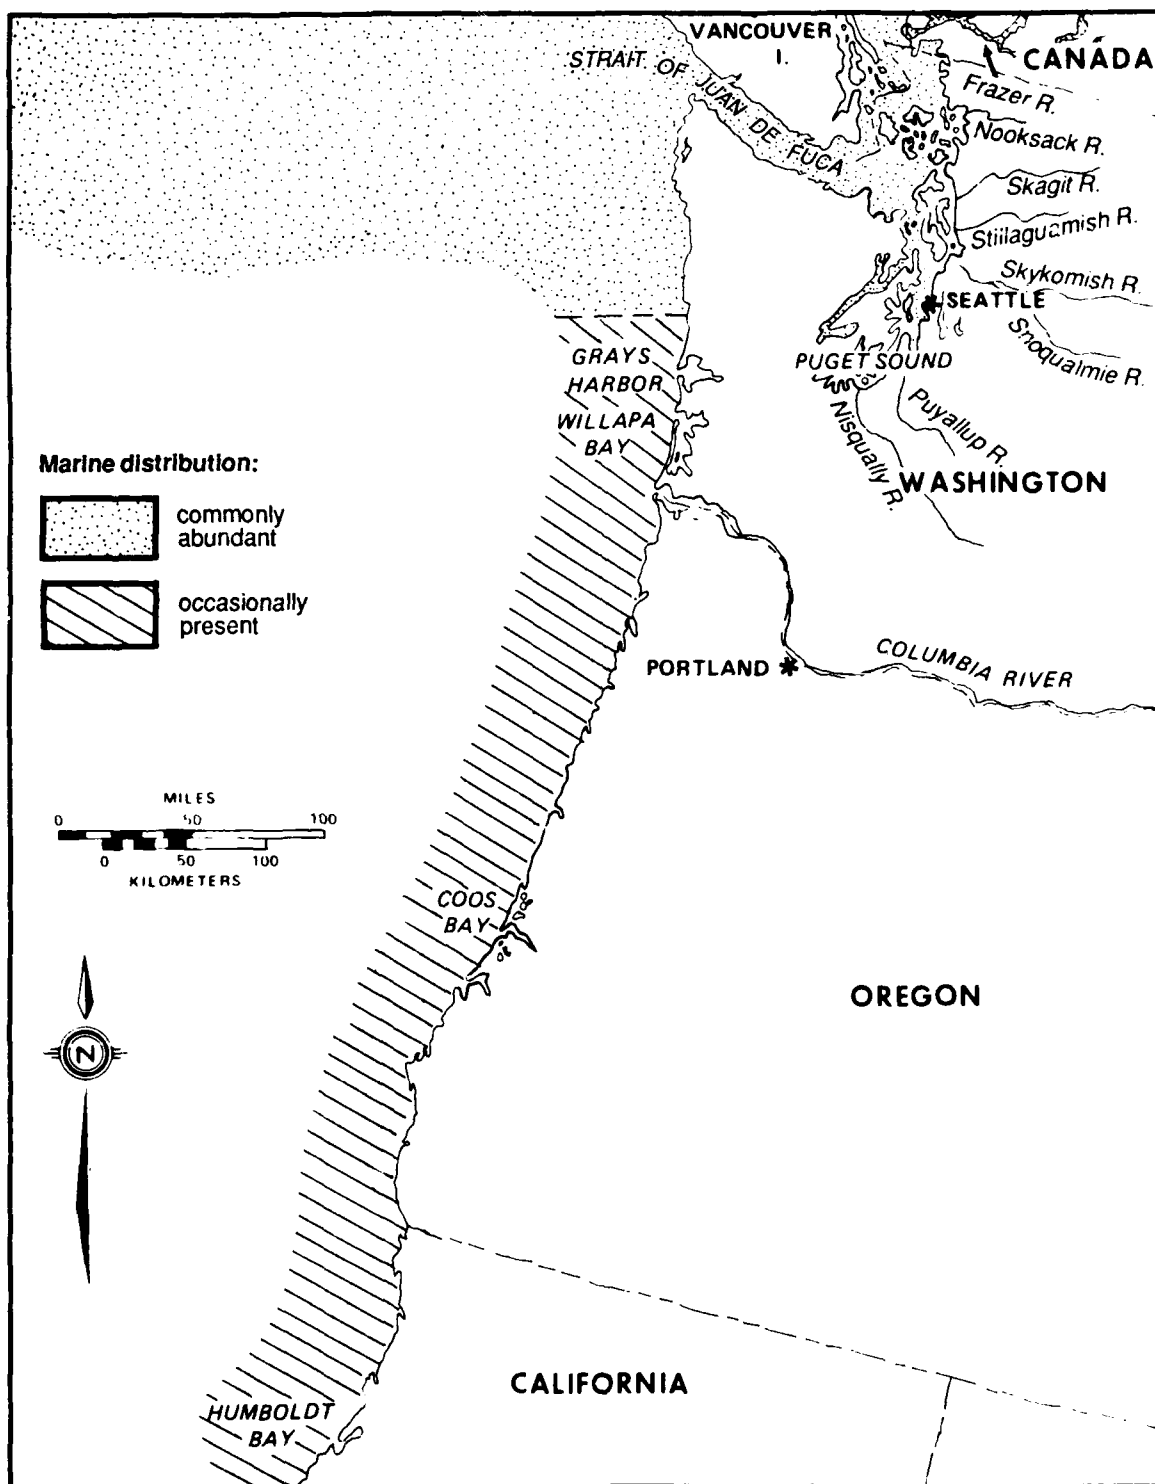 VANCOUVER
I.
CANADA
STRAIT OF JUAN DE FUCA
Frazer R.
Nooksack R.
Skagit R.
Stillaguamish R.
Skykomish R.
SEATTLE
Snoqualmie R.
GRAYS
HARBOR
PUGET SOUND
WILLAPA
BAY
Puyallup R.
Nisqually R.
WASHINGTON
Marine distribution:
commonly
abundant
occasionally
present
PORTLAND
COLUMBIA RIVER
MILES
0 50 100
0 50 100
KILOMETERS
COOS
BAY
OREGON
N
CALIFORNIA
HUMBOLDT
BAY